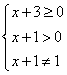 x + 3 ≥ 0
x + 1 > 0
x + 1 ≠ 1